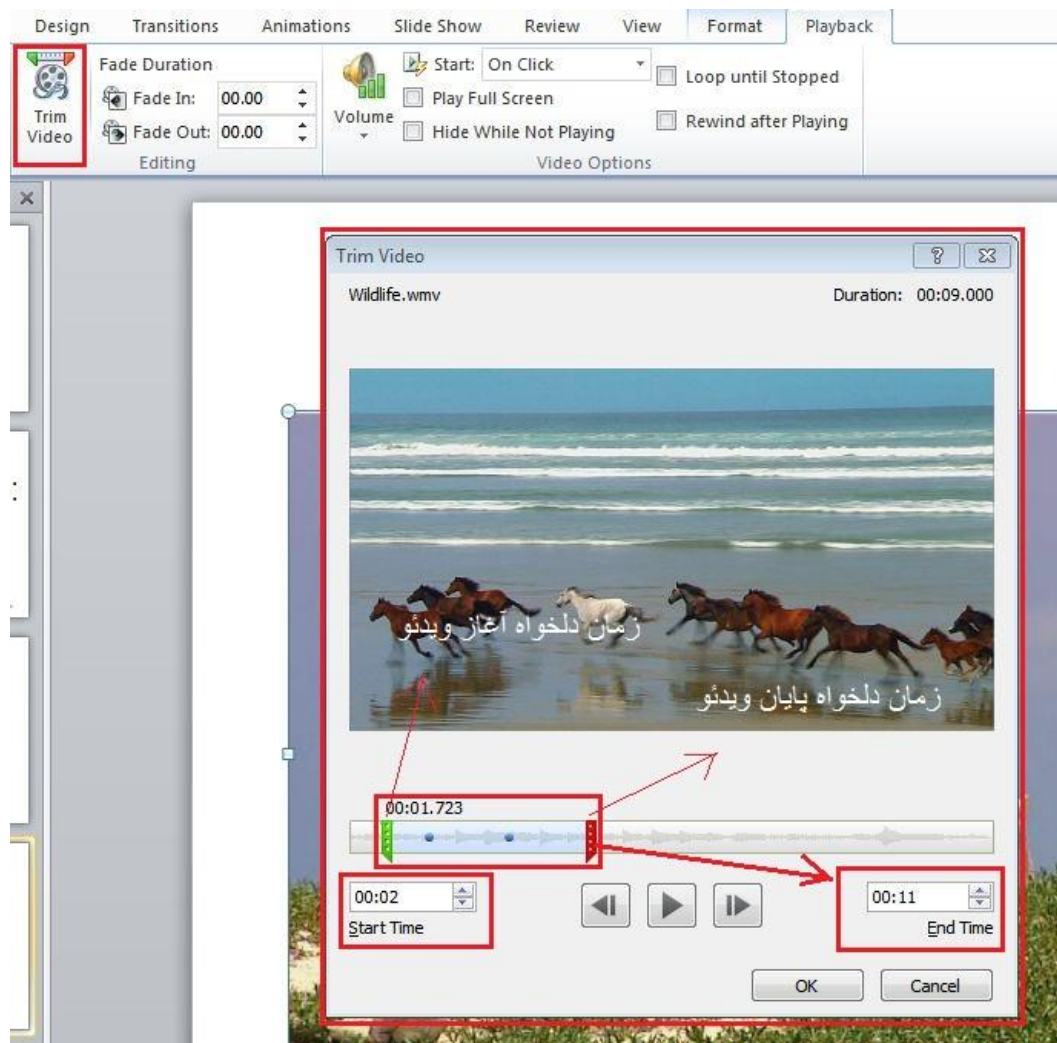 Design Transitions Animations Slide Show Review View Format Playback
Trim Video
Fade Duration
Fade In: 00.00
Fade Out: 00.00
Editing
Volume
Start: On Click
Play Full Screen
Hide While Not Playing
Loop until Stopped
Rewind after Playing
Video Options
Trim Video
Wildlife.wmv Duration: 00:09.000
زمان دلخواه آغاز ویدئو
زمان دلخواه پایان ویدئو
00:01.723
00:02
Start Time
00:11
End Time
OK Cancel